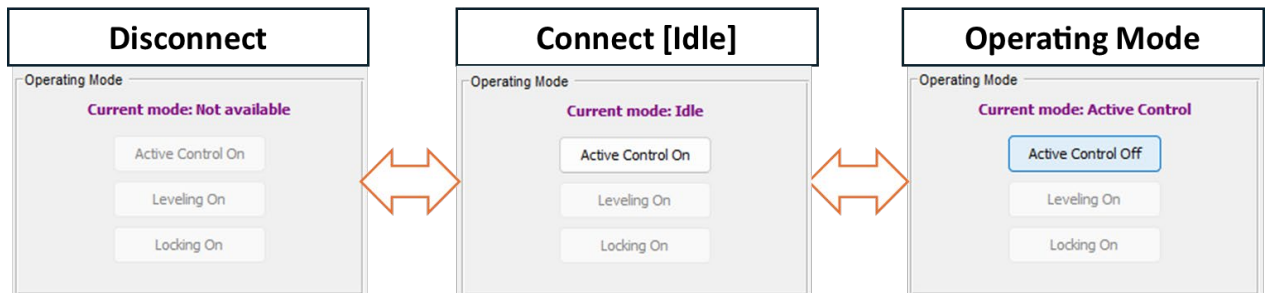 Disconnect
Operating Mode
Current mode: Not available
Active Control On
Leveling On
Locking On
Connect [Idle]
Operating Mode
Current mode: Idle
Active Control On
Leveling On
Locking On
Operating Mode
Operating Mode
Current mode: Active Control
Active Control Off
Leveling On
Locking On